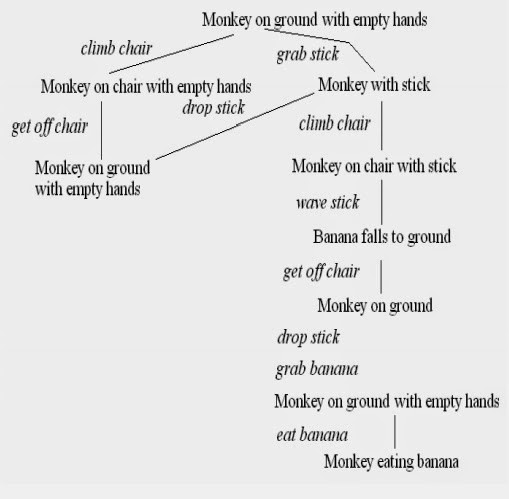 Monkey on ground with empty hands
climb chair
grab stick
Monkey on chair with empty hands
Monkey with stick
drop stick
get off chair
climb chair
Monkey on ground
with empty hands
Monkey on chair with stick
wave stick
Banana falls to ground
get off chair
Monkey on ground
drop stick
grab banana
Monkey on ground with empty hands
eat banana
Monkey eating banana